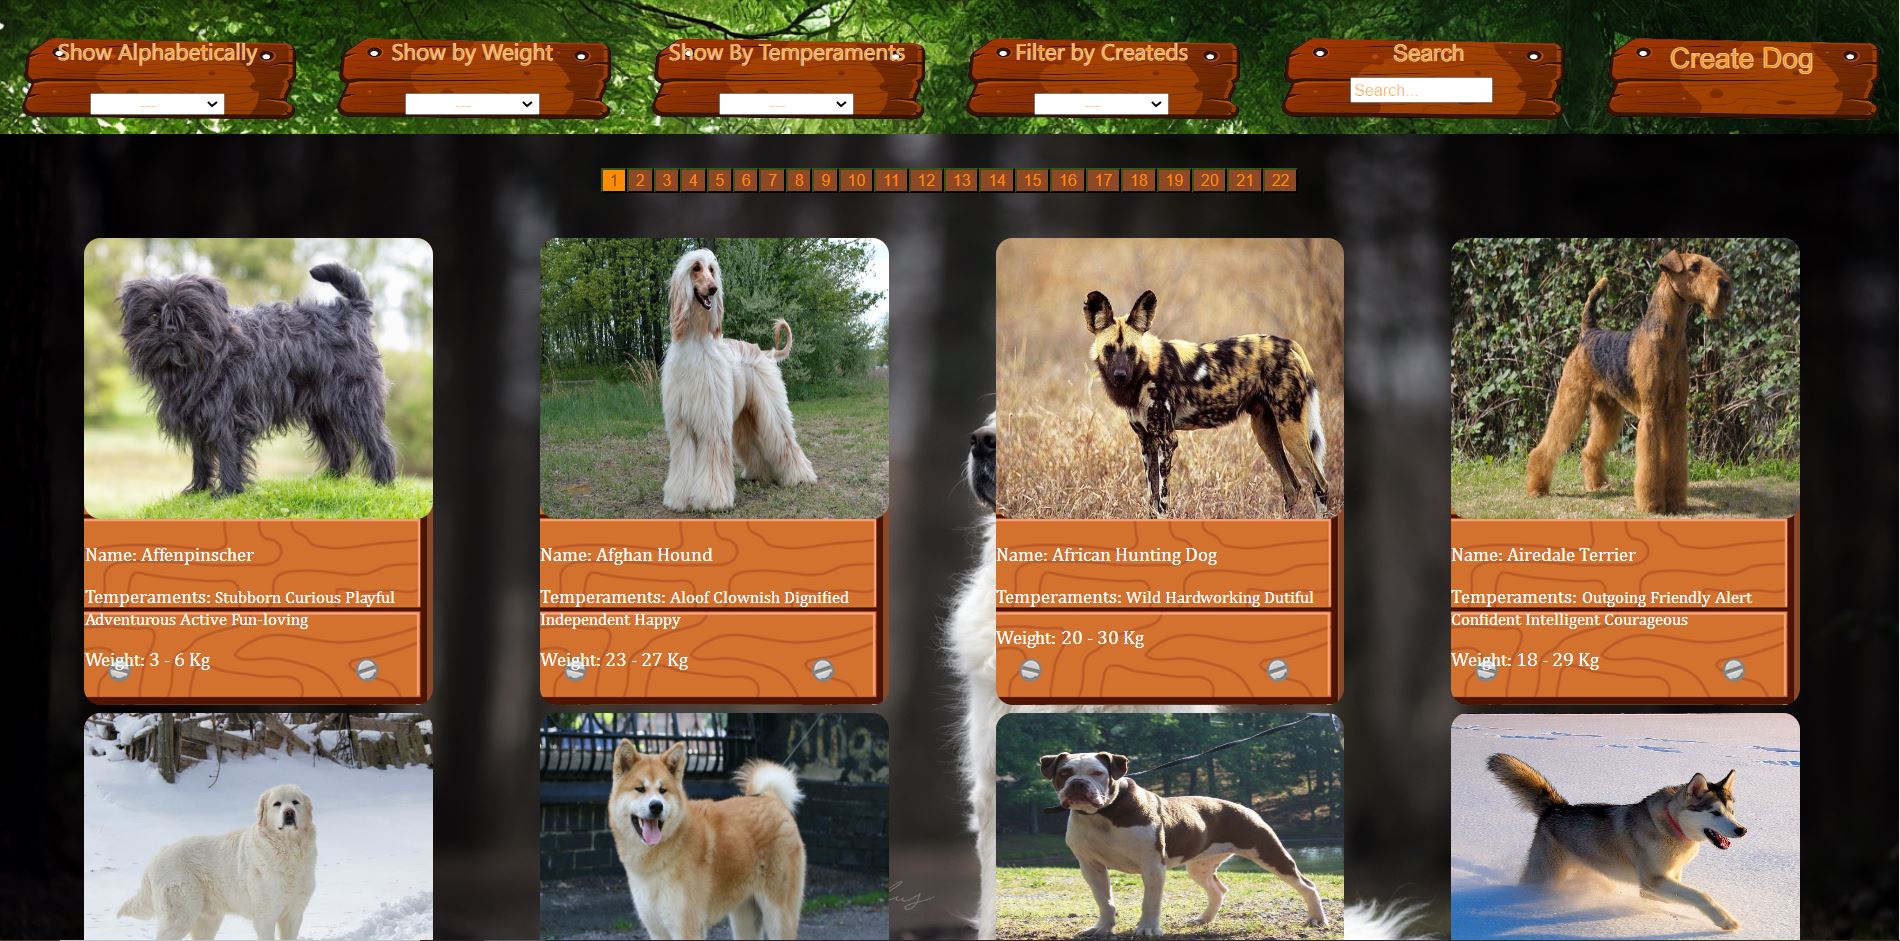 Show Alphabetically
---
Show by Weight
---
Show By Temperaments
---
Filter by Createds
---
Search
Search...
Create Dog
1 2 3 4 5 6 7 8 9 10 11 12 13 14 15 16 17 18 19 20 21 22
Name: Affenpinscher
Temperaments: Stubborn Curious Playful
Adventurous Active Fun-loving
Weight: 3 - 6 Kg
Name: Afghan Hound
Temperaments: Aloof Clownish Dignified
Independent Happy
Weight: 23 - 27 Kg
Name: African Hunting Dog
Temperaments: Wild Hardworking Dutiful
Weight: 20 - 30 Kg
Name: Airedale Terrier
Temperaments: Outgoing Friendly Alert
Confident Intelligent Courageous
Weight: 18 - 29 Kg